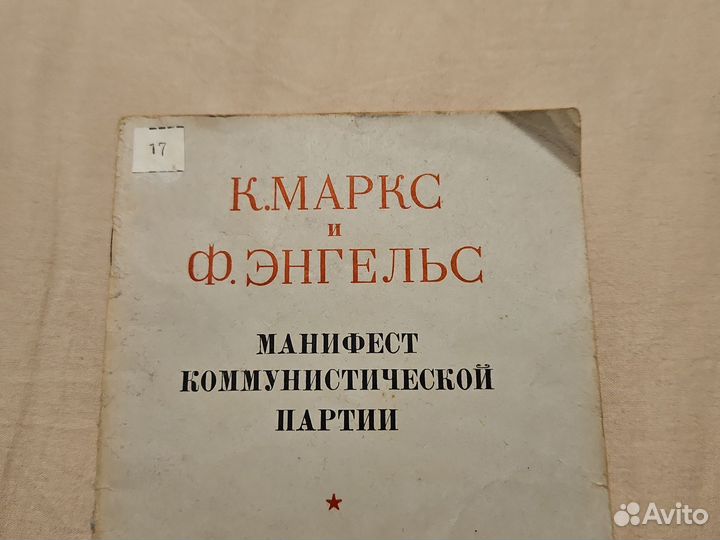 17
К.МАРКС
и
Ф.ЭНГЕЛЬС
МАНИФЕСТ
КОММУНИСТИЧЕСКОЙ
ПАРТИИ
Avito